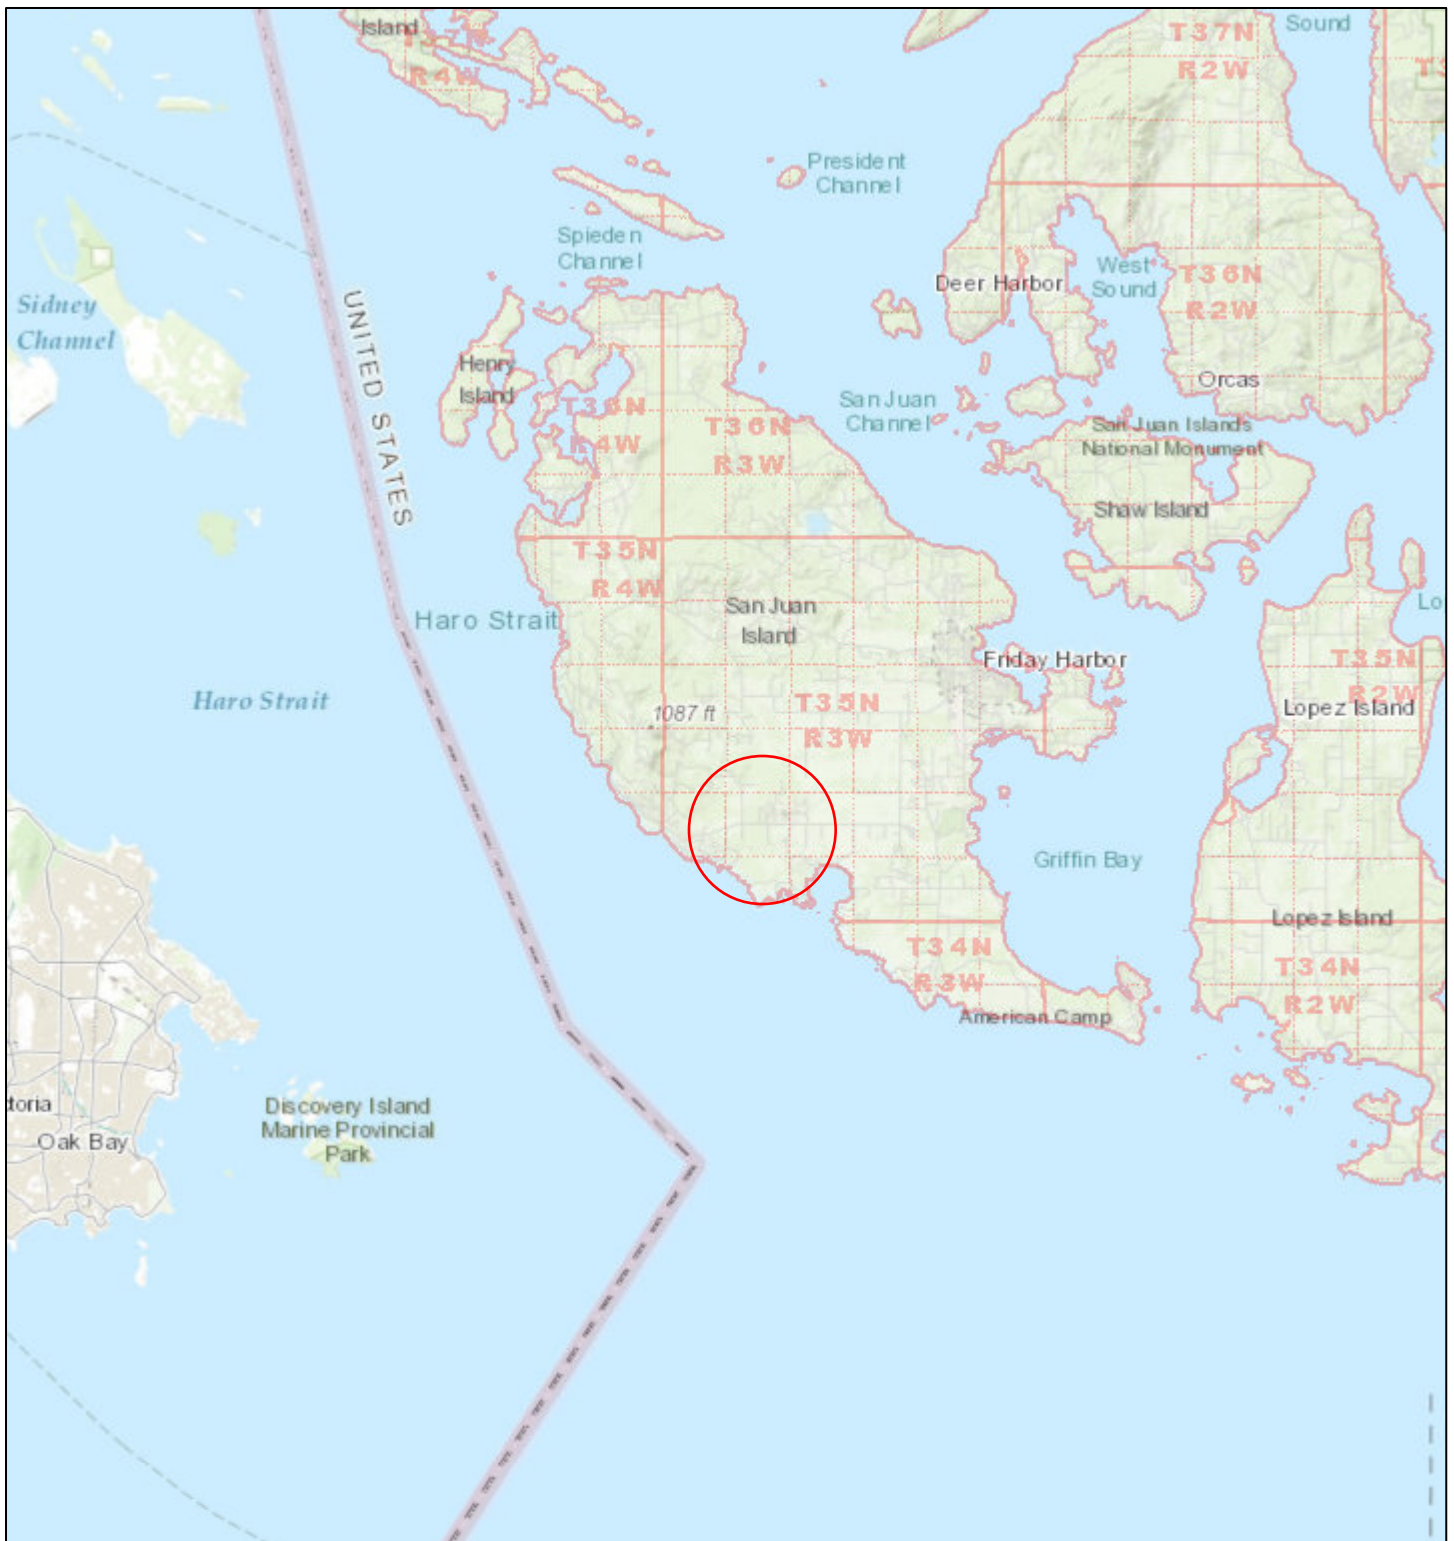 Island
T37N
R4W
Sound
T37N
R2W
President
Channel
Spieden
Channel
Sidney
Channel
UNITED STATES
Deer Harbor
West
Sound
T36N
R2W
Henry
Island
Orcas
T36N
R4W
T36N
R3W
San Juan
Channel
San Juan Islands
National Monument
Shaw Island
T35N
R4W
San Juan
Island
Haro Strait
Haro Strait
Friday Harbor
Lo
T35N
R2W
Lopez Island
1087 ft
T35N
R3W
Griffin Bay
Lopez Island
T34N
R3W
T34N
R2W
American Camp
toria
Oak Bay
Discovery Island
Marine Provincial
Park